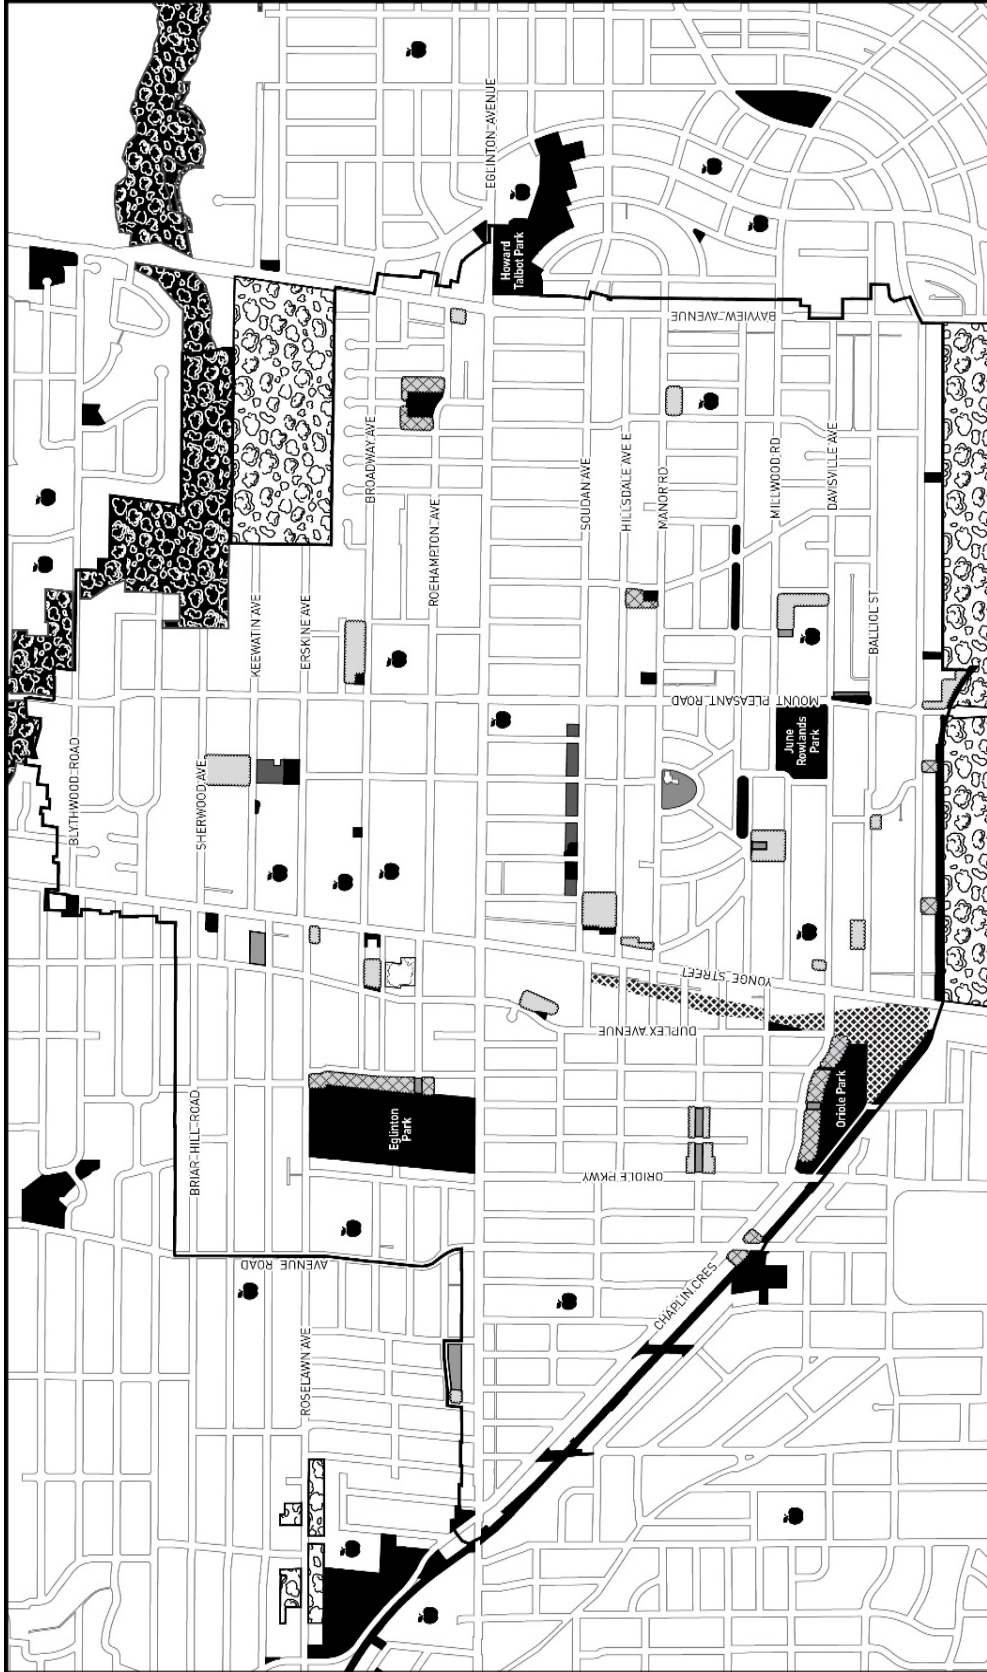 EGLINTON AVENUE
Howard
Talbot Park
BAYVIEW AVENUE
BROADWAY AVE
ROEHAMPTON AVE
SOUDAN AVE
HILLSDALE AVE E
MANOR RD
MILLWOOD RD
DAVISVILLE AVE
BALLIOL ST
KEEWATIN AVE
ERSKINE AVE
MOUNT PLEASANT ROAD
June
Rowlands
Park
BLYTHWOOD ROAD
SHERWOOD AVE
YONGE STREET
DUPLEX AVENUE
Eglinton
Park
Oriole Park
BRIAR HILL ROAD
ORIOLE PKWY
AVENUE ROAD
CHAPLIN CRES
ROSELAWN AVE